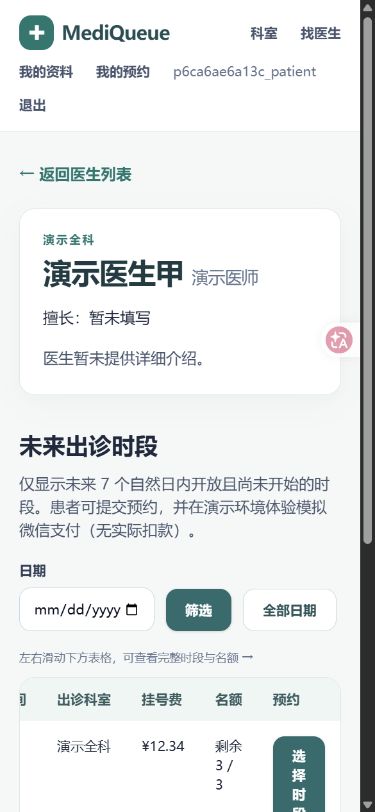 MediQueue
科室 找医生
我的资料 我的预约 p6ca6ae6a13c_patient
退出
← 返回医生列表
演示全科
演示医生甲 演示医师
擅长：暂未填写
医生暂未提供详细介绍。
未来出诊时段
仅显示未来 7 个自然日内开放且尚未开始的时
段。患者可提交预约，并在演示环境体验模拟
微信支付（无实际扣款）。
日期
mm/dd/yyyy 筛选 全部日期
左右滑动下方表格，可查看完整时段与名额 →
出诊科室 挂号费 名额 预约
演示全科 ¥12.34 剩余
3 /
3
选
择
时